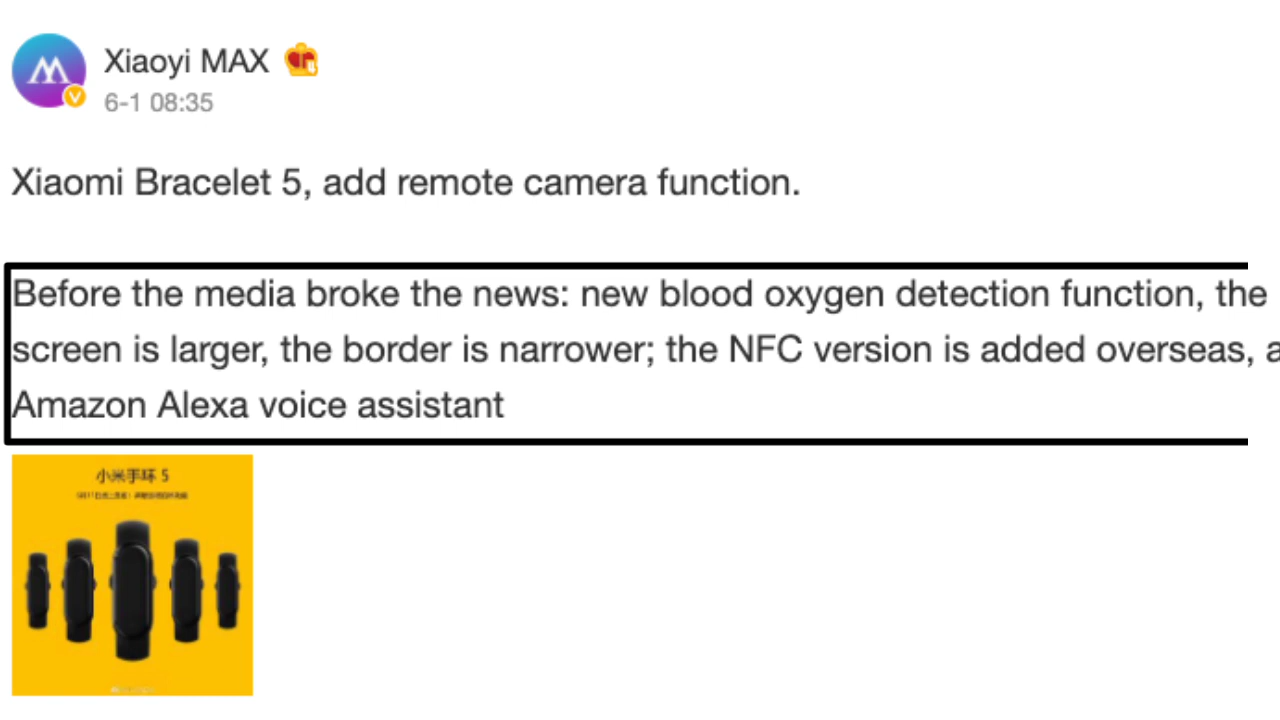 Xiaoyi MAX
6-1 08:35
Xiaomi Bracelet 5, add remote camera function.
Before the media broke the news: new blood oxygen detection function, the
screen is larger, the border is narrower; the NFC version is added overseas, a
Amazon Alexa voice assistant
小米手环 5